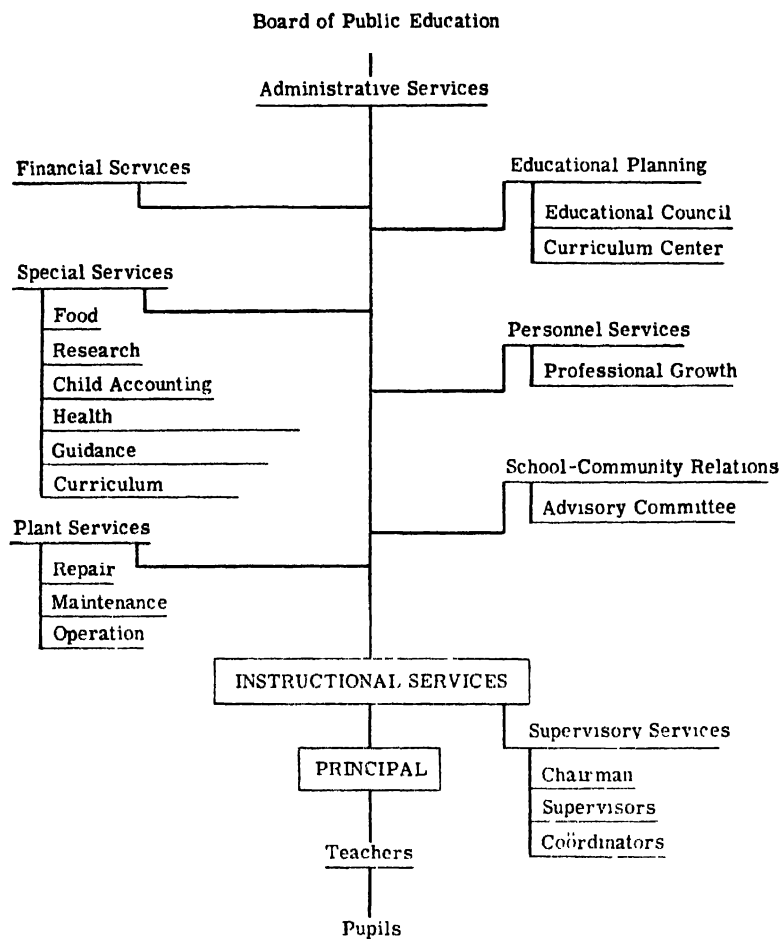 Board of Public Education
Administrative Services
Financial Services
Educational Planning
Educational Council
Curriculum Center
Special Services
Food
Research
Child Accounting
Health
Guidance
Curriculum
Personnel Services
Professional Growth
School-Community Relations
Advisory Committee
Plant Services
Repair
Maintenance
Operation
INSTRUCTIONAL SERVICES
Supervisory Services
Chairman
Supervisors
Coördinators
PRINCIPAL
Teachers
Pupils